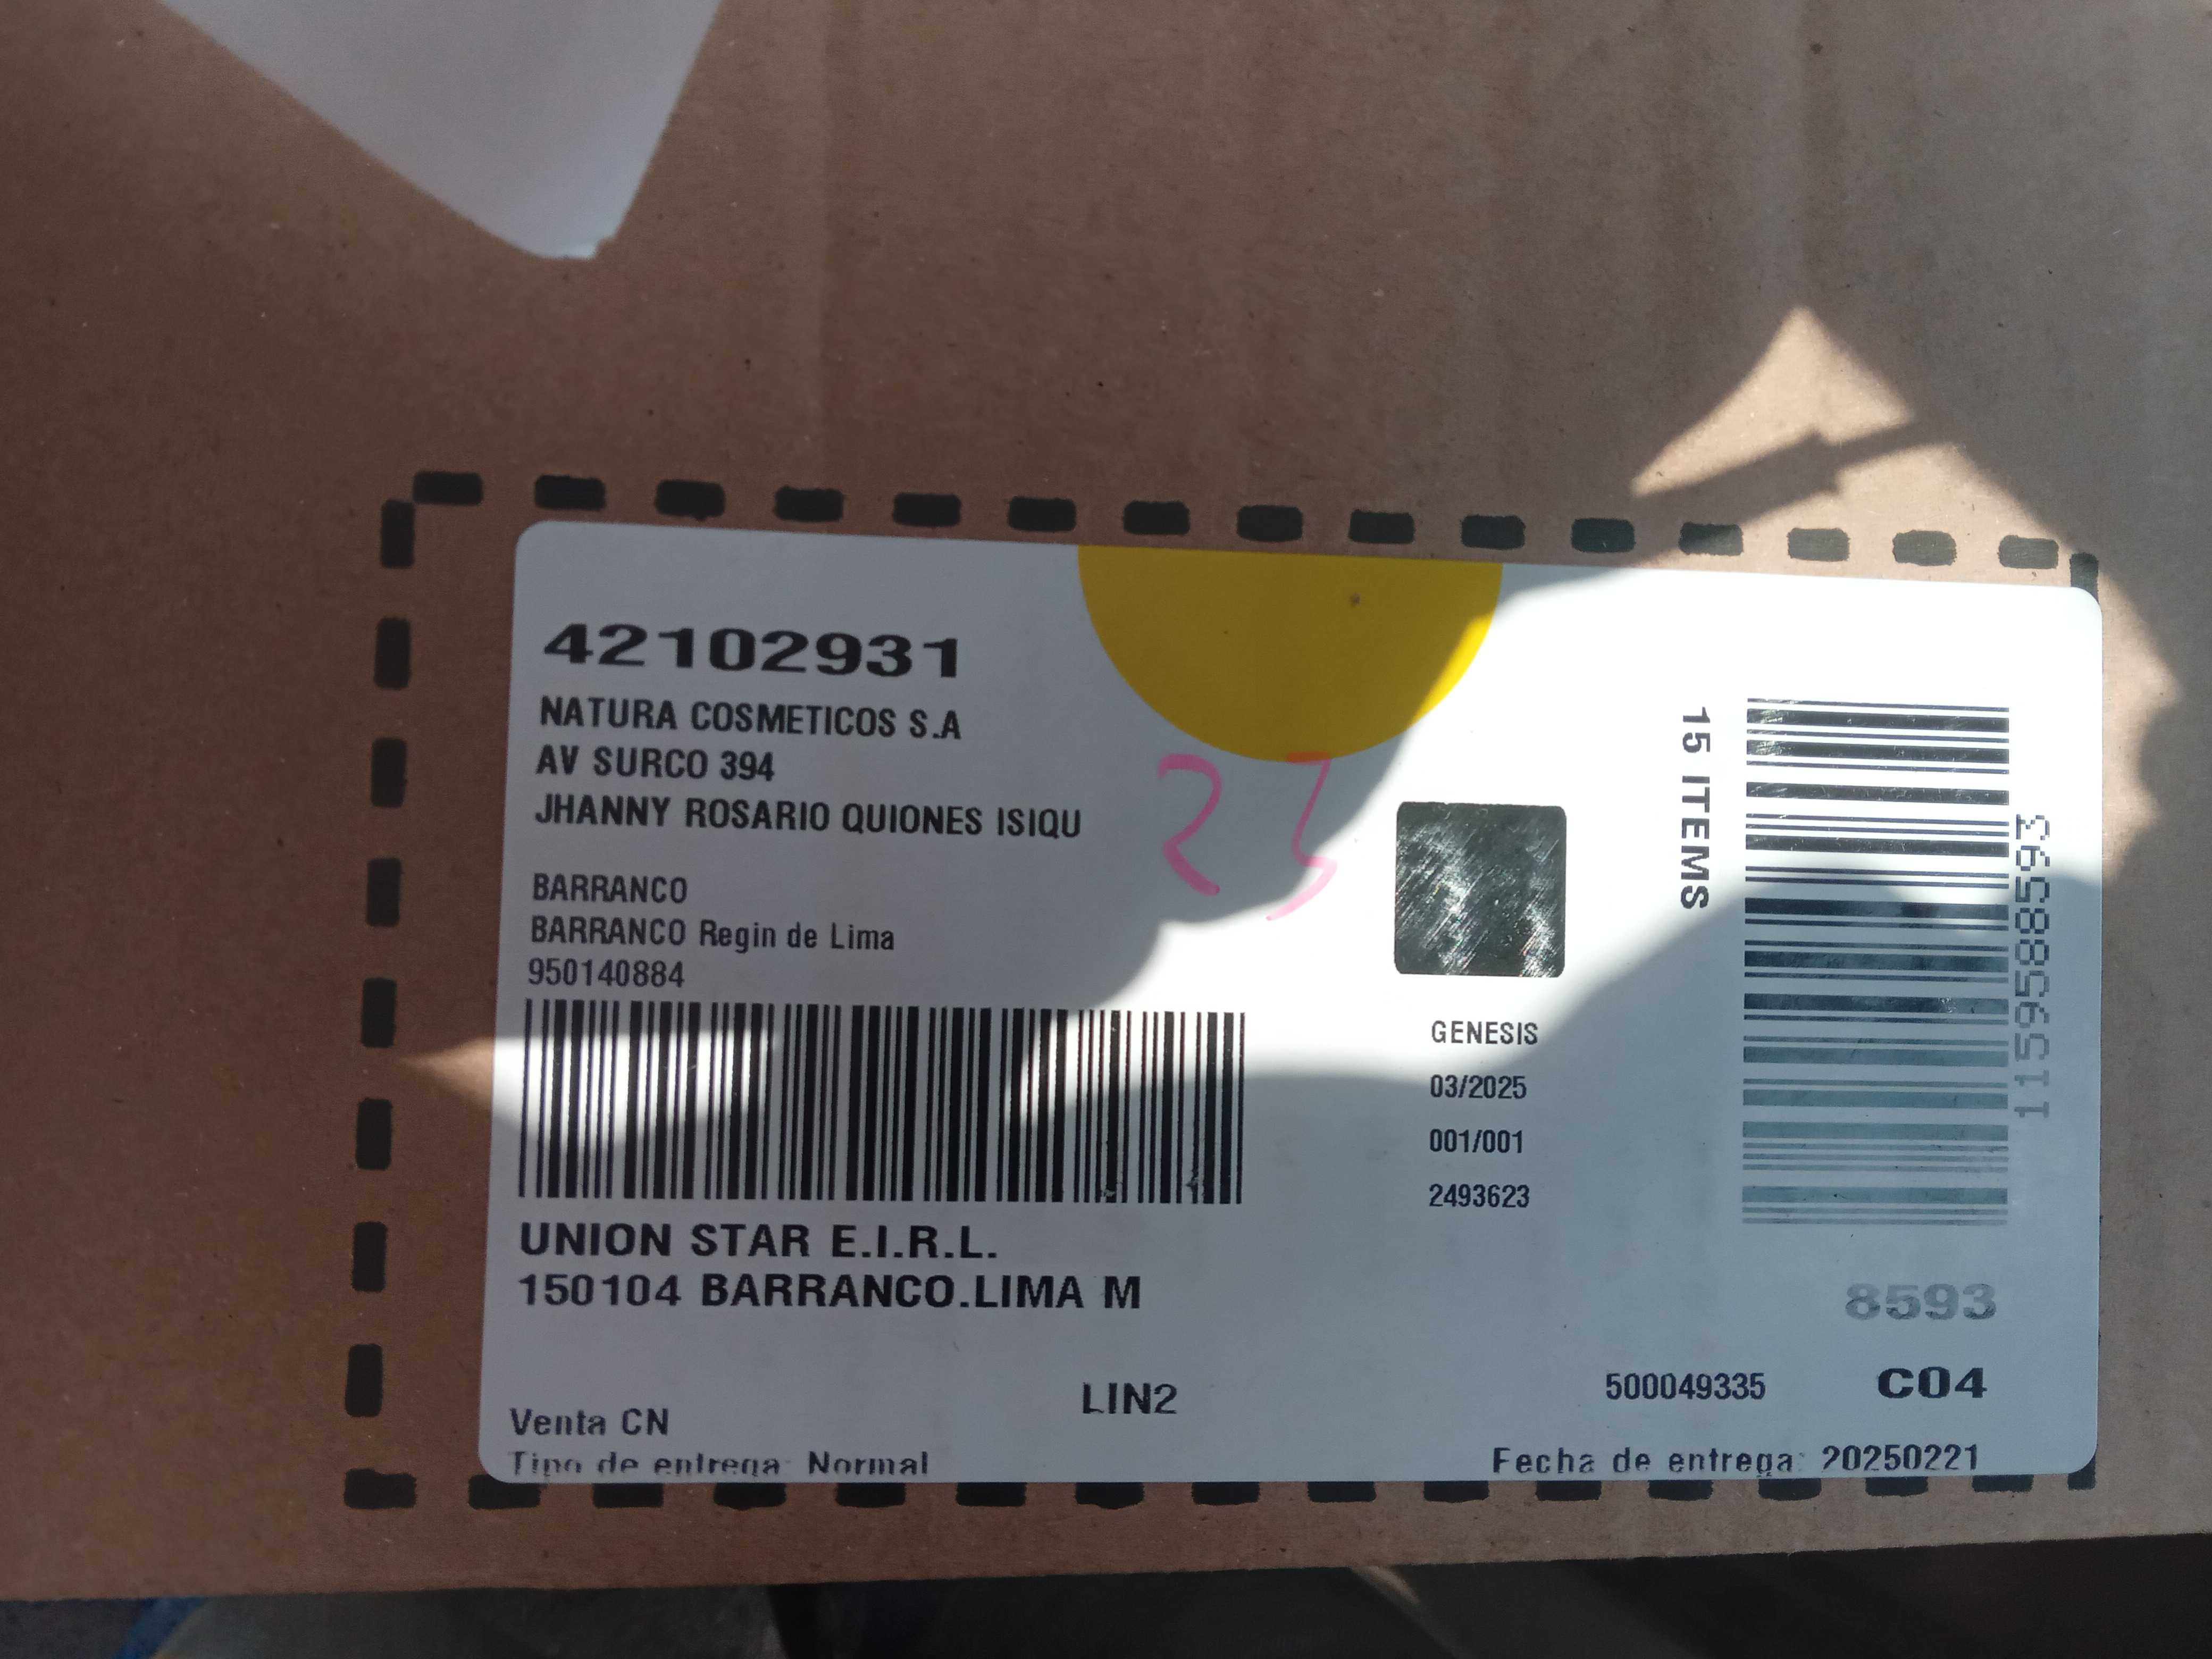 42102931
NATURA COSMETICOS S.A
AV SURCO 394
JHANNY ROSARIO QUIONES ISIQU
23
BARRANCO
BARRANCO Regin de Lima
950140884
UNION STAR E.I.R.L.
150104 BARRANCO.LIMA M
LIN2
Venta CN
Tipo de entrega: Normal
GENESIS
03/2025
001/001
2493623
15 ITEMS
1159588593
8593
500049335 C04
Fecha de entrega: 20250221